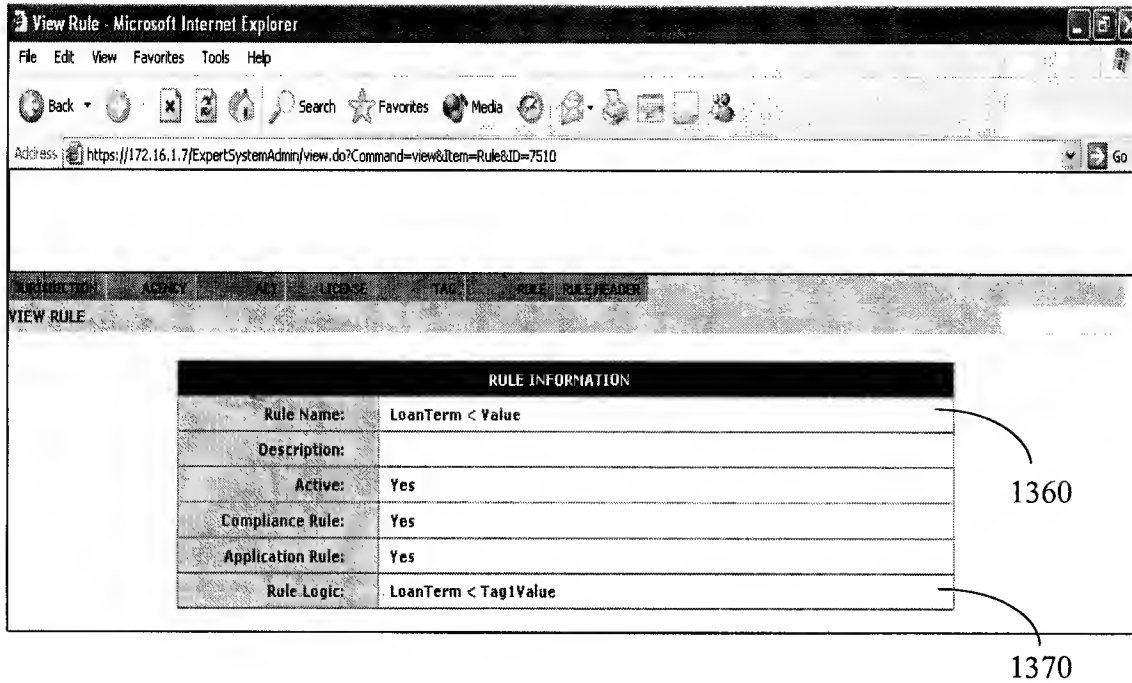 View Rule - Microsoft Internet Explorer
File Edit View Favorites Tools Help
Back Search Favorites Media
Address https://172.16.1.7/ExpertSystemAdmin/view.do?Command=view&Item=Rule&ID=7510 Go
JURISDICTION AGENCY ACT LICENSE TAG RULE RULE HEADER
VIEW RULE
RULE INFORMATION
Rule Name: LoanTerm < Value
Description:
Active: Yes
1360
Compliance Rule: Yes
Application Rule: Yes
Rule Logic: LoanTerm < Tag1Value
1370